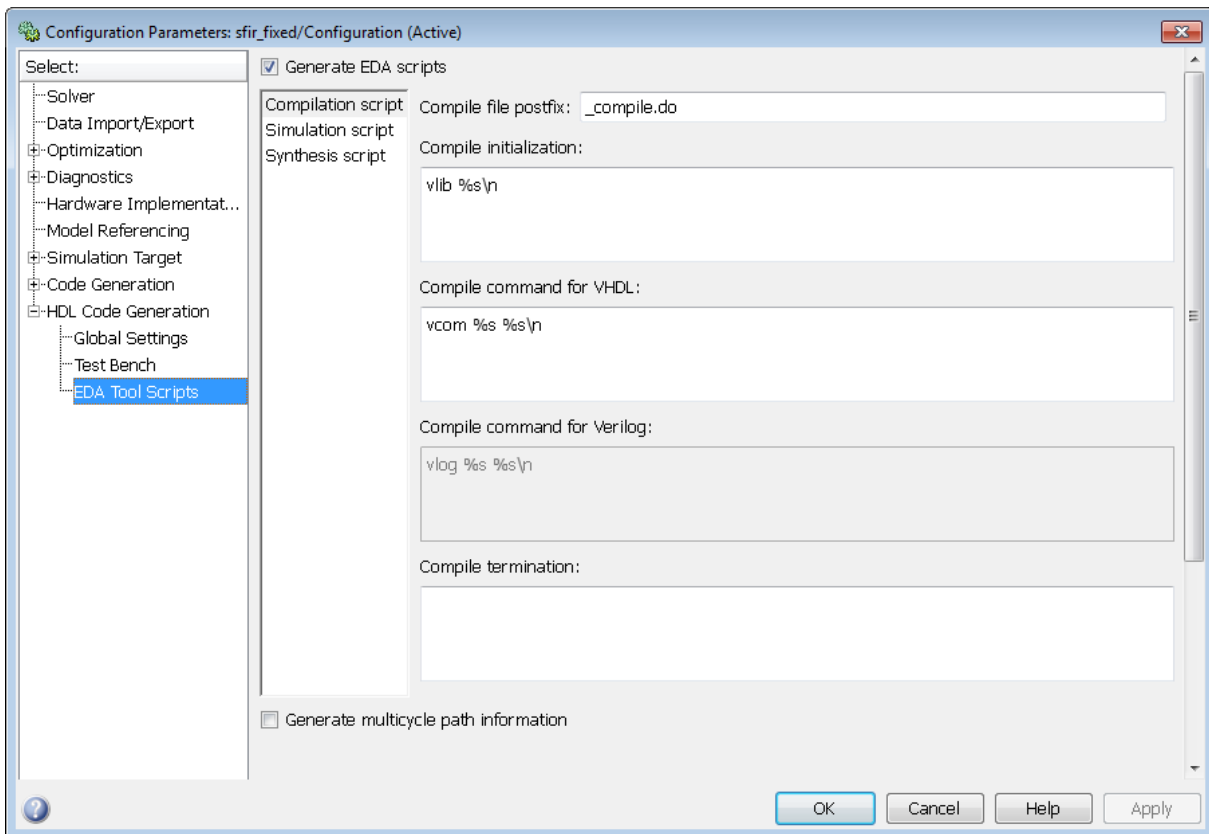 Configuration Parameters: sfir_fixed/Configuration (Active)
Select:
Solver
Data Import/Export
Optimization
Diagnostics
Hardware Implementat...
Model Referencing
Simulation Target
Code Generation
HDL Code Generation
Global Settings
Test Bench
EDA Tool Scripts
Generate EDA scripts
Compilation script
Simulation script
Synthesis script
Compile file postfix: _compile.do
Compile initialization:
vlib %s\n
Compile command for VHDL:
vcom %s %s\n
Compile command for Verilog:
vlog %s %s\n
Compile termination:
Generate multicycle path information
OK Cancel Help Apply